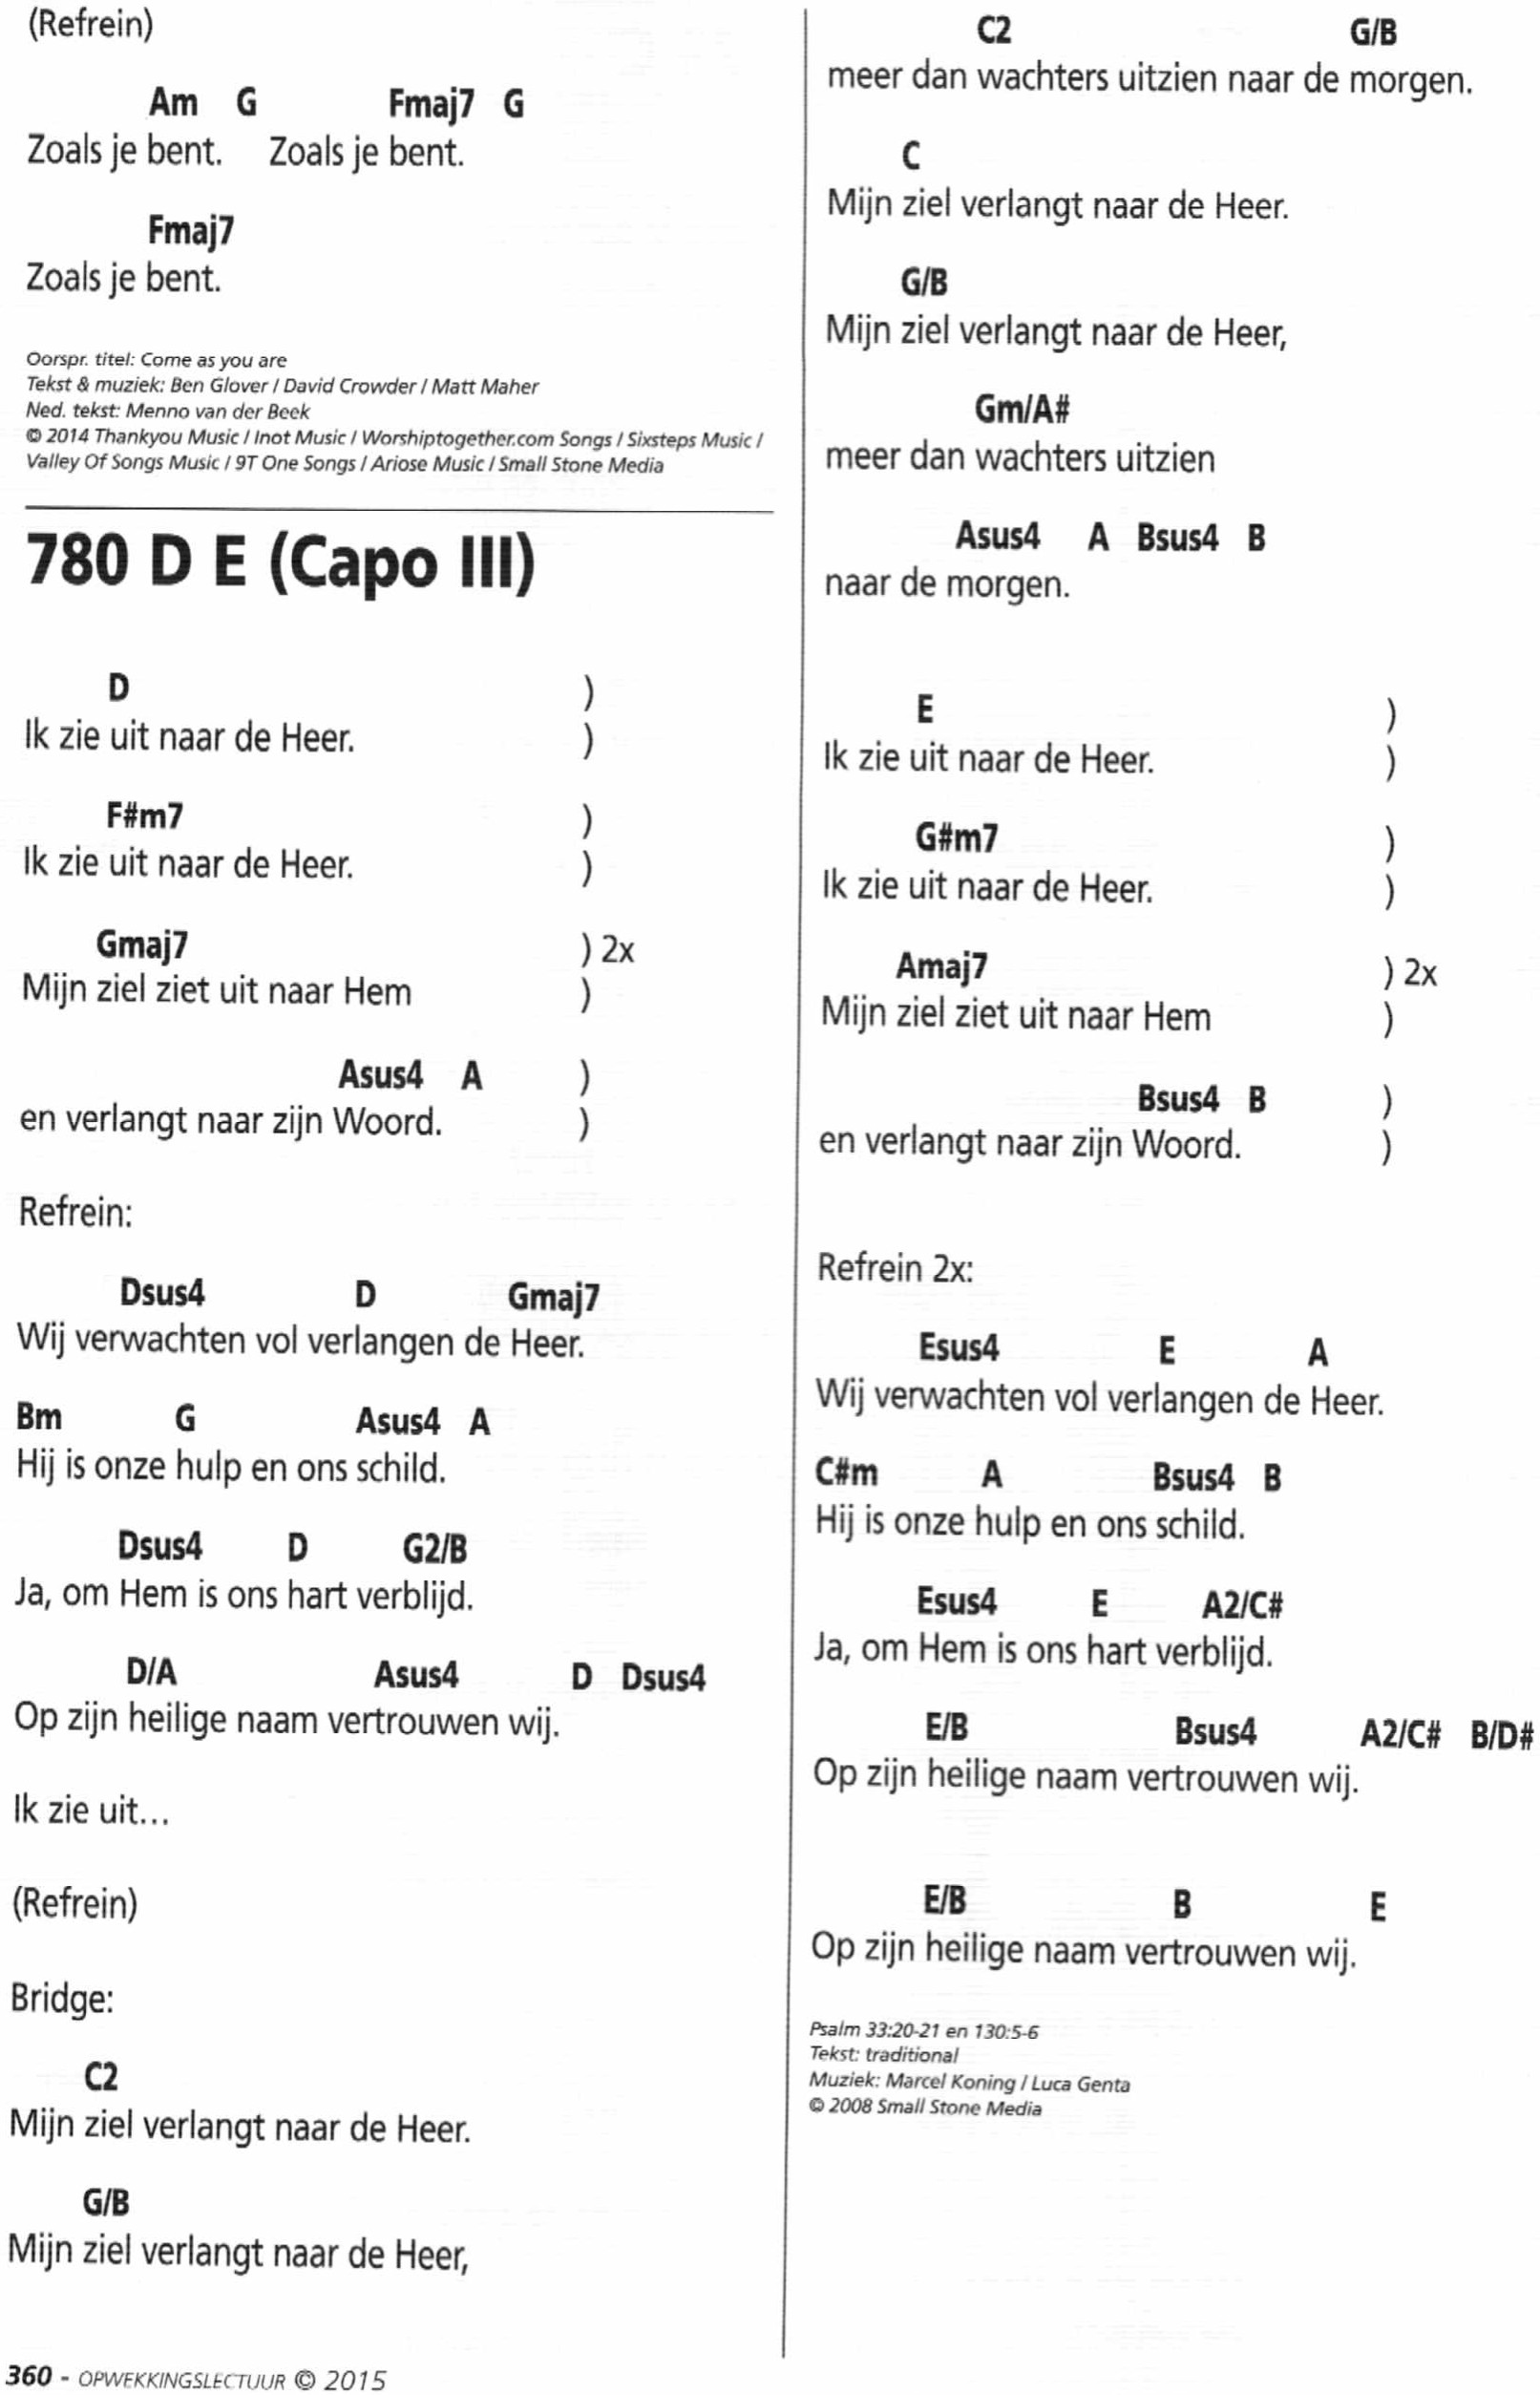 (Refrein)
Am G Fmaj7 G
Zoals je bent. Zoals je bent.
Fmaj7
Zoals je bent.
Oorspr. titel: Come as you are
Tekst & muziek: Ben Glover / David Crowder / Matt Maher
Ned. tekst: Menno van der Beek
© 2014 Thankyou Music / Inot Music / Worshiptogether.com Songs / Sixsteps Music /
Valley Of Songs Music / 9T One Songs / Ariose Music / Small Stone Media
780 D E (Capo III)
D )
Ik zie uit naar de Heer. )
F#m7 )
Ik zie uit naar de Heer. )
Gmaj7 ) 2x
Mijn ziel ziet uit naar Hem )
Asus4 A )
en verlangt naar zijn Woord. )
Refrein:
Dsus4 D Gmaj7
Wij verwachten vol verlangen de Heer.
Bm G Asus4 A
Hij is onze hulp en ons schild.
Dsus4 D G2/B
Ja, om Hem is ons hart verblijd.
D/A Asus4 D Dsus4
Op zijn heilige naam vertrouwen wij.
Ik zie uit...
(Refrein)
Bridge:
C2
Mijn ziel verlangt naar de Heer.
G/B
Mijn ziel verlangt naar de Heer,
C2 G/B
meer dan wachters uitzien naar de morgen.
C
Mijn ziel verlangt naar de Heer.
G/B
Mijn ziel verlangt naar de Heer,
Gm/A#
meer dan wachters uitzien
Asus4 A Bsus4 B
naar de morgen.
E )
Ik zie uit naar de Heer. )
G#m7 )
Ik zie uit naar de Heer. )
Amaj7 ) 2x
Mijn ziel ziet uit naar Hem )
Bsus4 B )
en verlangt naar zijn Woord. )
Refrein 2x:
Esus4 E A
Wij verwachten vol verlangen de Heer.
C#m A Bsus4 B
Hij is onze hulp en ons schild.
Esus4 E A2/C#
Ja, om Hem is ons hart verblijd.
E/B Bsus4 A2/C# B/D#
Op zijn heilige naam vertrouwen wij.
E/B B E
Op zijn heilige naam vertrouwen wij.
Psalm 33:20-21 en 130:5-6
Tekst: traditional
Muziek: Marcel Koning / Luca Genta
© 2008 Small Stone Media
360 - OPWEKKINGSLECTUUR © 2015